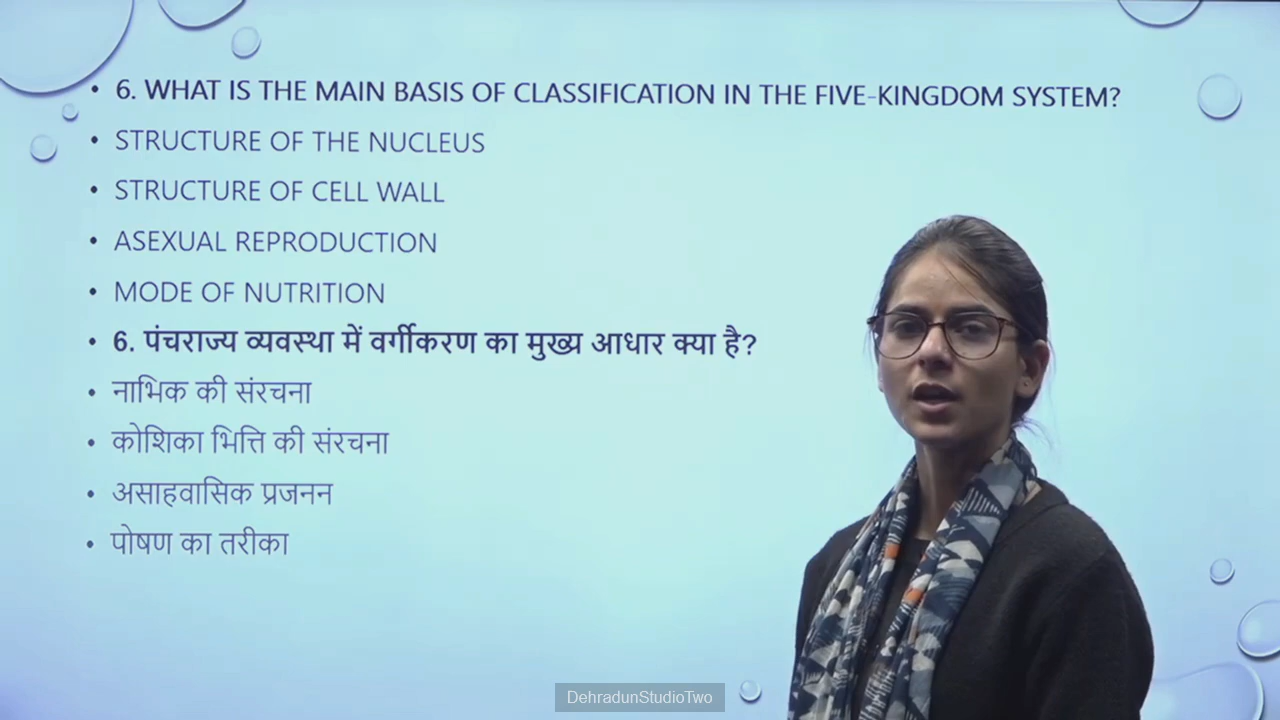 • 6. WHAT IS THE MAIN BASIS OF CLASSIFICATION IN THE FIVE-KINGDOM SYSTEM?
• STRUCTURE OF THE NUCLEUS
• STRUCTURE OF CELL WALL
• ASEXUAL REPRODUCTION
• MODE OF NUTRITION
• 6. पंचराज्य व्यवस्था में वर्गीकरण का मुख्य आधार क्या है?
• नाभिक की संरचना
• कोशिका भित्ति की संरचना
• असाहवासिक प्रजनन
• पोषण का तरीका
DehradunStudioTwo